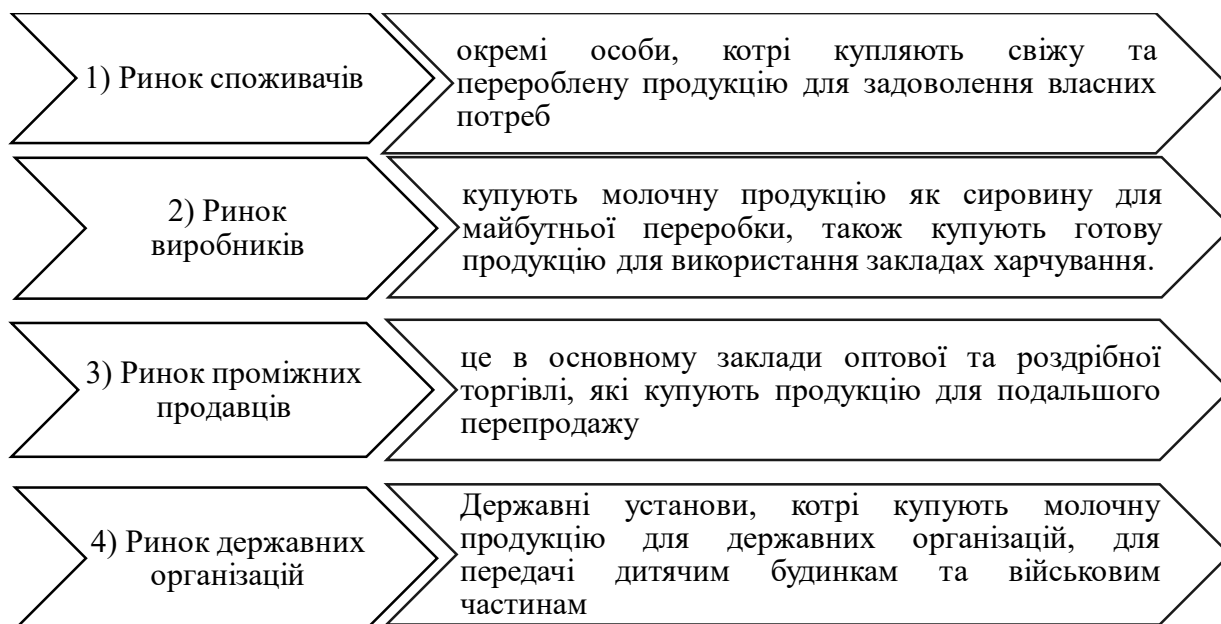 1) Ринок споживачів
окремі особи, котрі купляють свіжу та
перероблену продукцію для задоволення власних
потреб
2) Ринок
виробників
купують молочну продукцію як сировину для
майбутньої переробки, також купують готову
продукцію для використання закладах харчування.
3) Ринок проміжних
продавців
це в основному заклади оптової та роздрібної
торгівлі, які купують продукцію для подальшого
перепродажу
4) Ринок державних
організацій
Державні установи, котрі купують молочну
продукцію для державних організацій, для
передачі дитячим будинкам та військовим
частинам